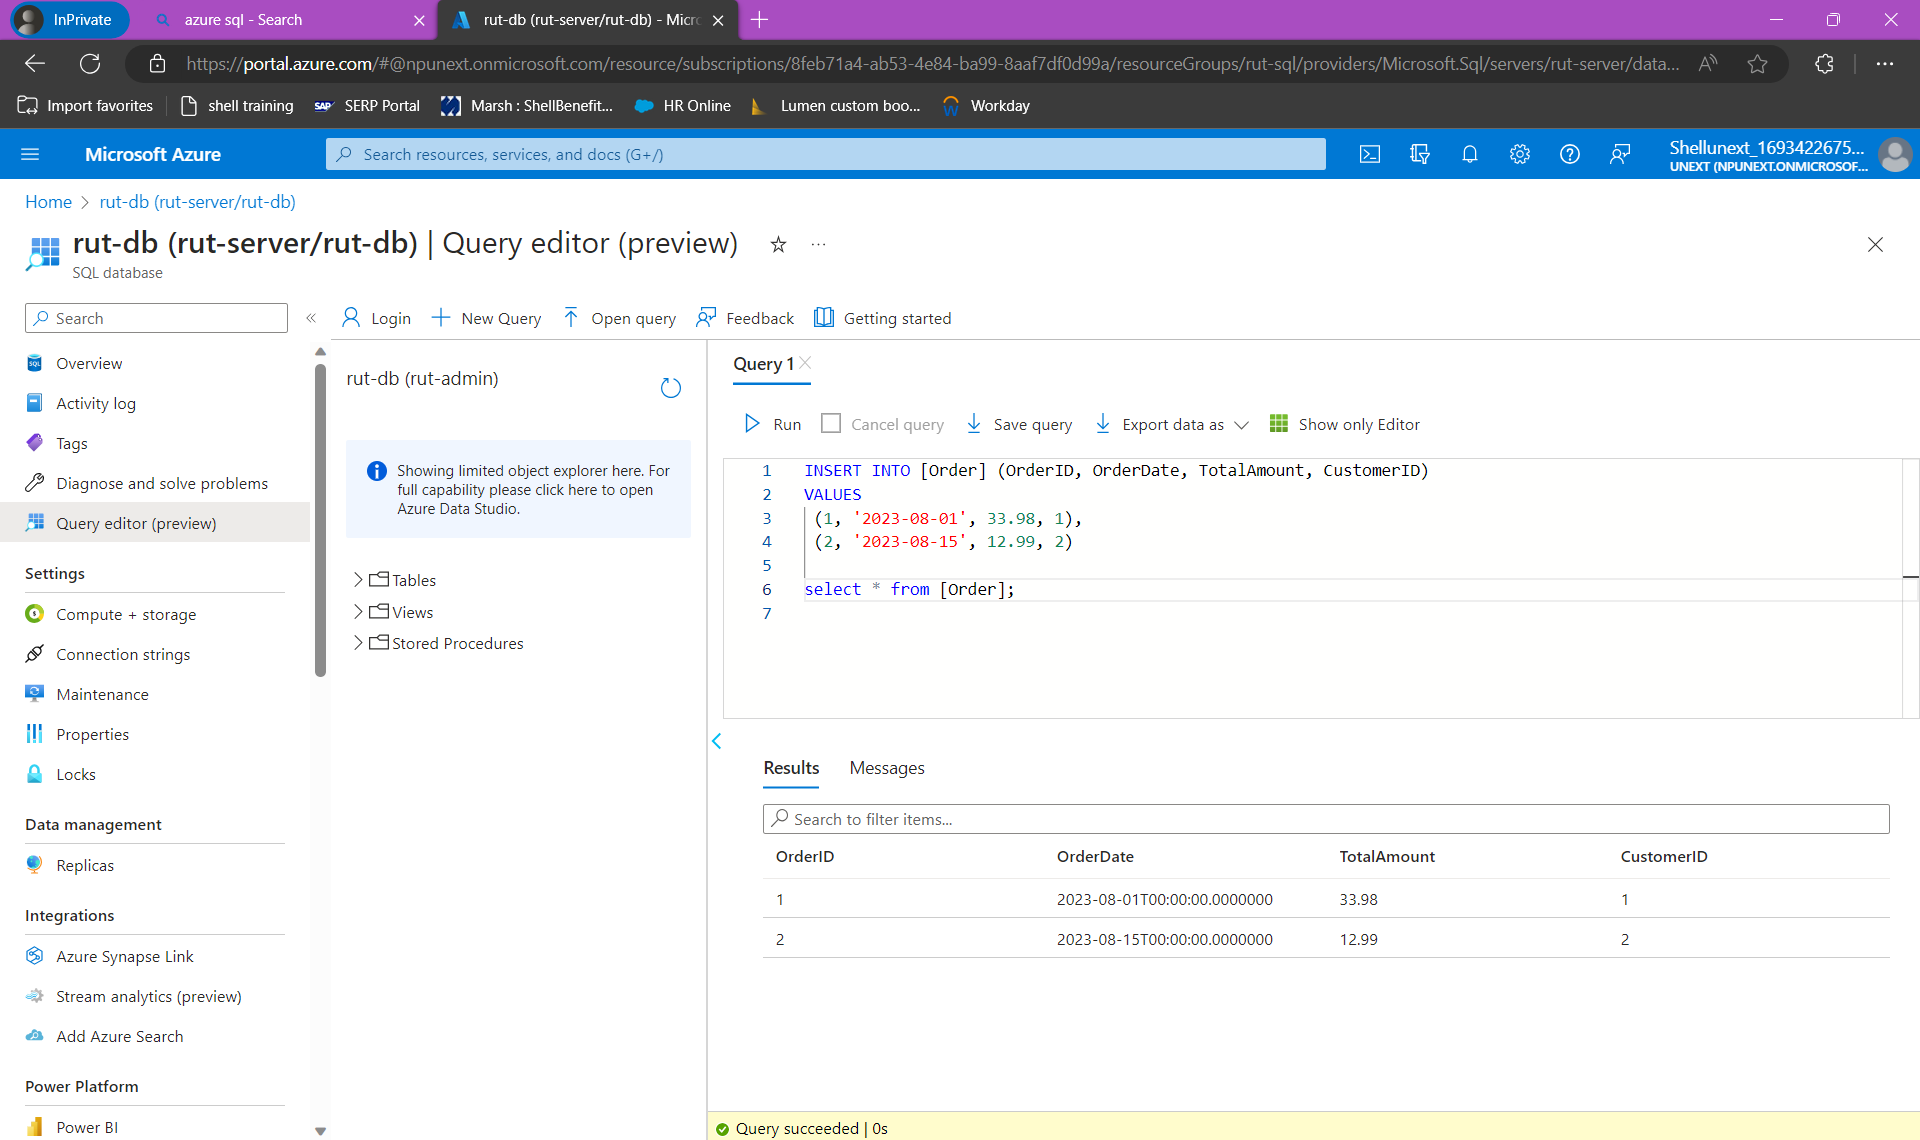 InPrivate
azure sql - Search
rut-db (rut-server/rut-db) - Micro
https://portal.azure.com/#@npunext.onmicrosoft.com/resource/subscriptions/8feb71a4-ab53-4e84-ba99-8aaf7df0d99a/resourceGroups/rut-sql/providers/Microsoft.Sql/servers/rut-server/data...
Import favorites
shell training
SAP SERP Portal
Marsh : ShellBenefit...
HR Online
Lumen custom boo...
Workday
Microsoft Azure
Search resources, services, and docs (G+/)
Shellunext_1693422675...
UNEXT (NPUNEXT.ONMICROSOF...
Home > rut-db (rut-server/rut-db)
rut-db (rut-server/rut-db) | Query editor (preview)
SQL database
Search
Login
New Query
Open query
Feedback
Getting started
Overview
Activity log
Tags
Diagnose and solve problems
Query editor (preview)
Settings
Compute + storage
Connection strings
Maintenance
Properties
Locks
Data management
Replicas
Integrations
Azure Synapse Link
Stream analytics (preview)
Add Azure Search
Power Platform
Power BI
rut-db (rut-admin)
Showing limited object explorer here. For
full capability please click here to open
Azure Data Studio.
Tables
Views
Stored Procedures
Query 1
Run
Cancel query
Save query
Export data as
Show only Editor
1 INSERT INTO [Order] (OrderID, OrderDate, TotalAmount, CustomerID)
2 VALUES
3 (1, '2023-08-01', 33.98, 1),
4 (2, '2023-08-15', 12.99, 2)
5
6 select * from [Order];
7
Results
Messages
Search to filter items...
OrderID OrderDate TotalAmount CustomerID
1 2023-08-01T00:00:00.0000000 33.98 1
2 2023-08-15T00:00:00.0000000 12.99 2
Query succeeded | 0s